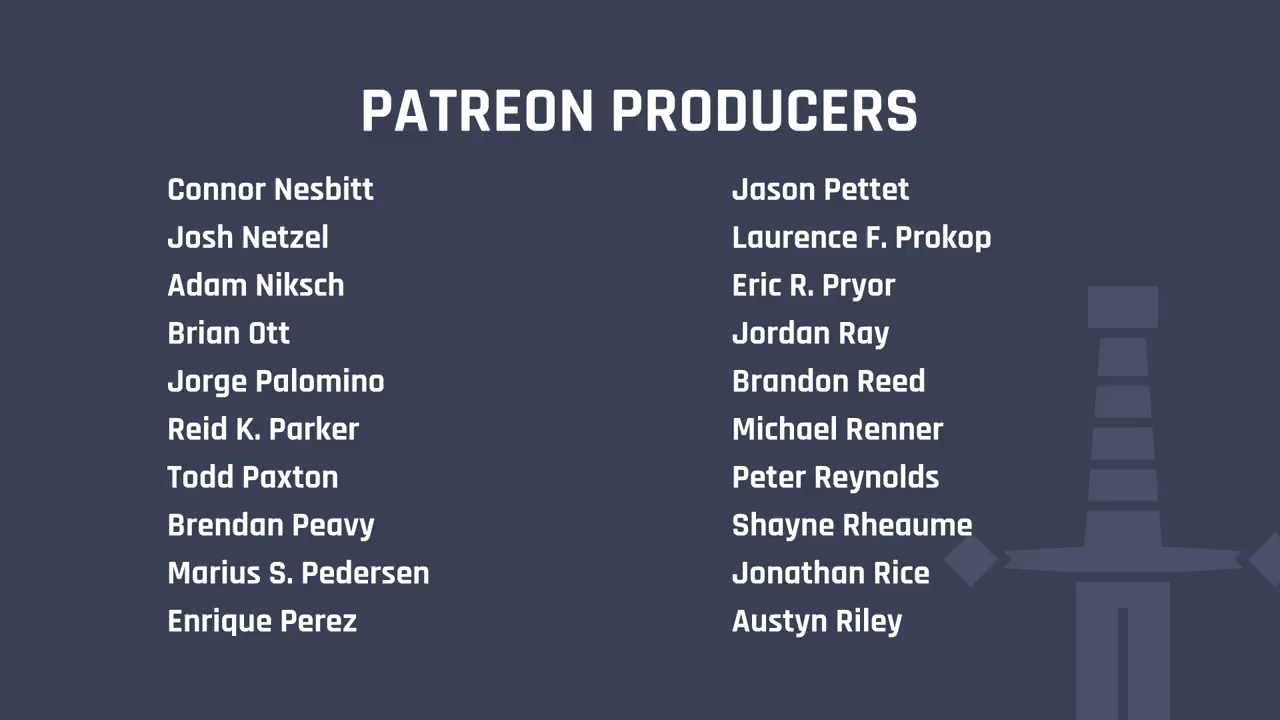 PATREON PRODUCERS
Connor Nesbitt
Josh Netzel
Adam Niksch
Brian Ott
Jorge Palomino
Reid K. Parker
Todd Paxton
Brendan Peavy
Marius S. Pedersen
Enrique Perez
Jason Pettet
Laurence F. Prokop
Eric R. Pryor
Jordan Ray
Brandon Reed
Michael Renner
Peter Reynolds
Shayne Rheaume
Jonathan Rice
Austyn Riley